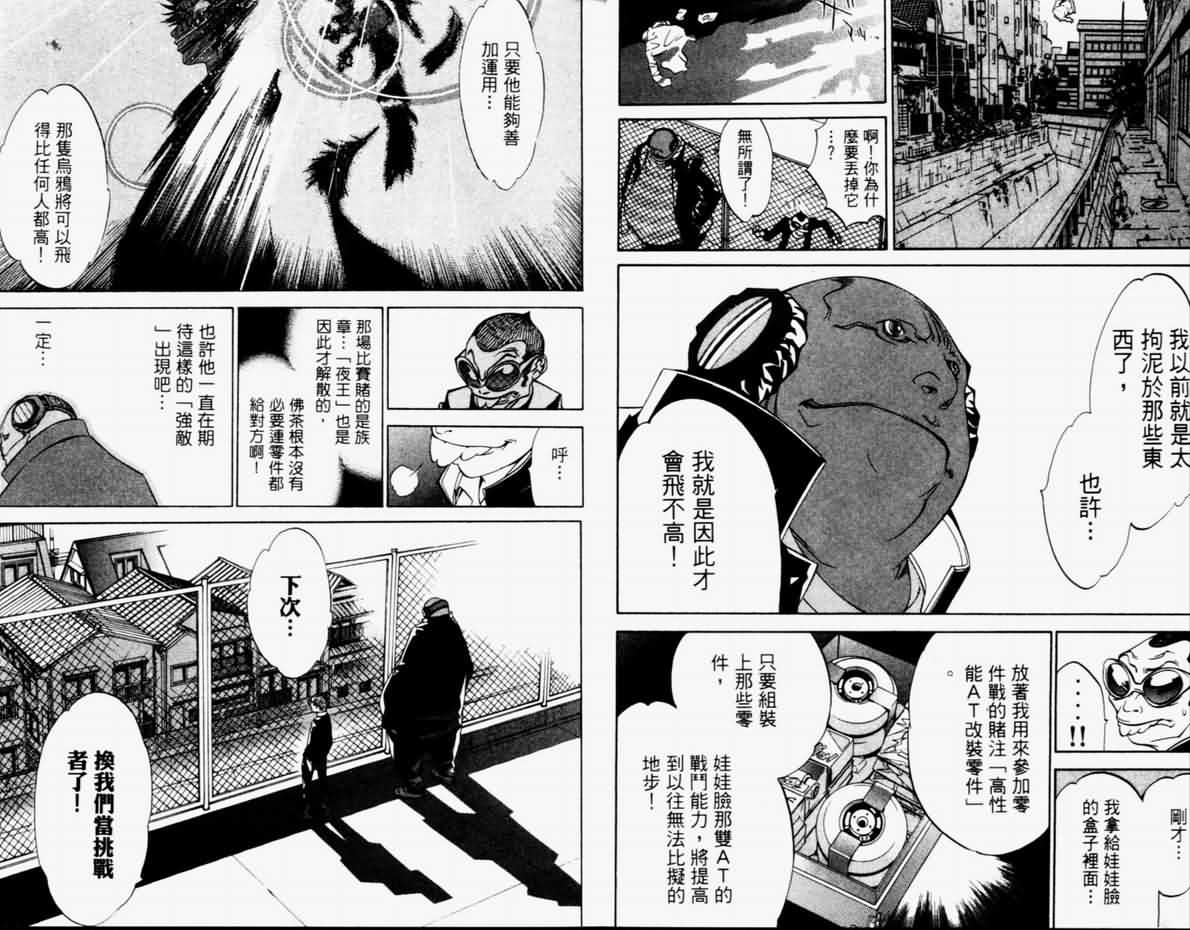 啊！你為什
麼要丟掉它
…?
無所謂了！
我以前就是太
拘泥於那些東
西了，
也許…
我就是因此才
會飛不高！
…‥!!
剛才…
我拿給娃娃臉
的盒子裡面…
放著我用來參加零
件戰的賭注「高性
能AT改裝零件」
。
只要組裝
上那些零
件，
娃娃臉那雙AT的
戰鬥能力，將提高
到以往無法比擬的
地步！
只要他能夠善
加運用…
那隻烏鴉將可以飛
得比任何人都高！
呼…
那場比賽賭的是族
章…「夜王」也是
因此才解散的，
佛茶根本沒有
必要連零件都
給對方啊！
也許他一直在期
待這樣的「強敵
」出現吧…
一定…
下次…
換我們當挑戰
者了！